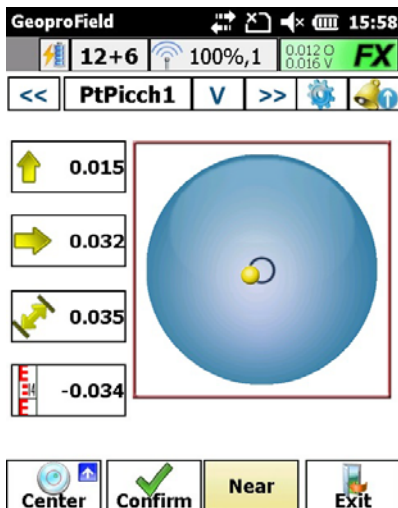 GeoproField 15:58
12+6 100%,1 0.012 O FX
0.016 V
<< PtPicch1 V >>
0.015
0.032
0.035
-0.034
Center Confirm Near Exit